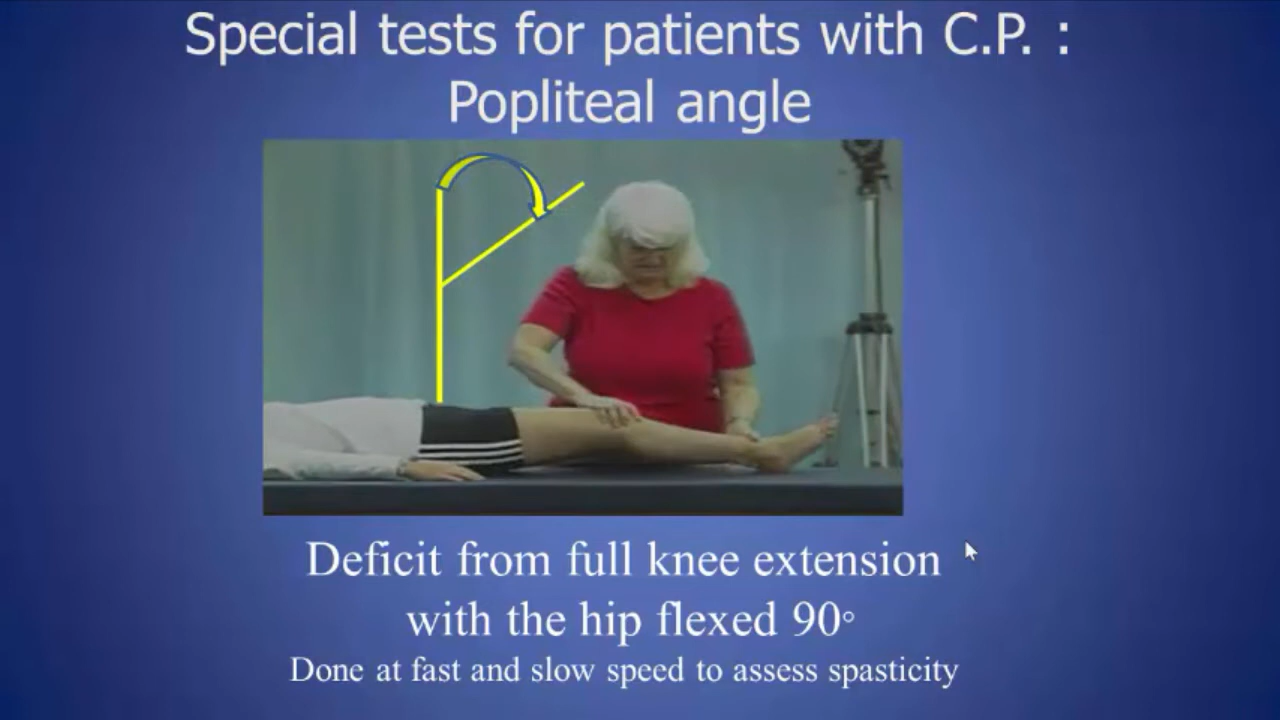 Special tests for patients with C.P. :
Popliteal angle
Deficit from full knee extension
with the hip flexed 90°
Done at fast and slow speed to assess spasticity